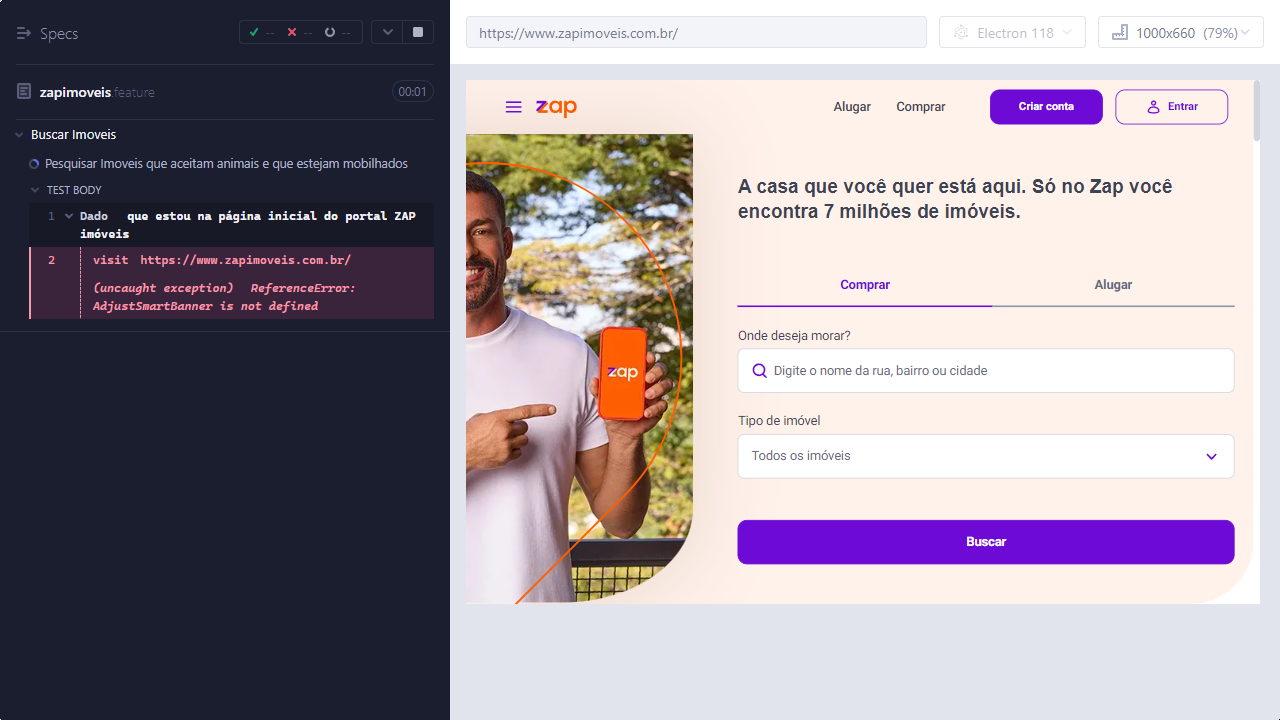 Specs
-- -- --
zapimoveis.feature
00:01
Buscar Imoveis
Pesquisar Imoveis que aceitam animais e que estejam mobilhados
TEST BODY
1 Dado que estou na página inicial do portal ZAP
imóveis
2 visit https://www.zapimoveis.com.br/
(uncaught exception) ReferenceError:
AdjustSmartBanner is not defined
https://www.zapimoveis.com.br/
Electron 118
1000x660 (79%)
zap
Alugar
Comprar
Criar conta
Entrar
zap
A casa que você quer está aqui. Só no Zap você
encontra 7 milhões de imóveis.
Comprar
Alugar
Onde deseja morar?
Digite o nome da rua, bairro ou cidade
Tipo de imóvel
Todos os imóveis
Buscar